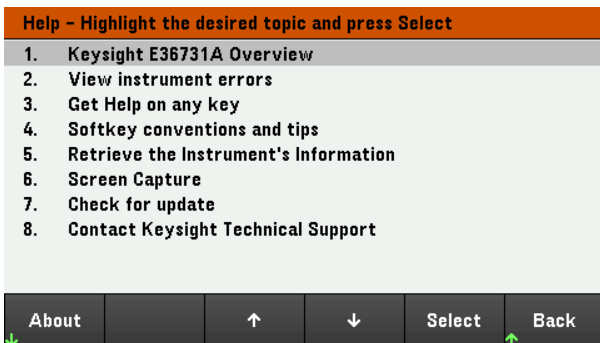 Help – Highlight the desired topic and press Select
1. Keysight E36731A Overview
2. View instrument errors
3. Get Help on any key
4. Softkey conventions and tips
5. Retrieve the Instrument's Information
6. Screen Capture
7. Check for update
8. Contact Keysight Technical Support
About ↑ ↓ Select Back